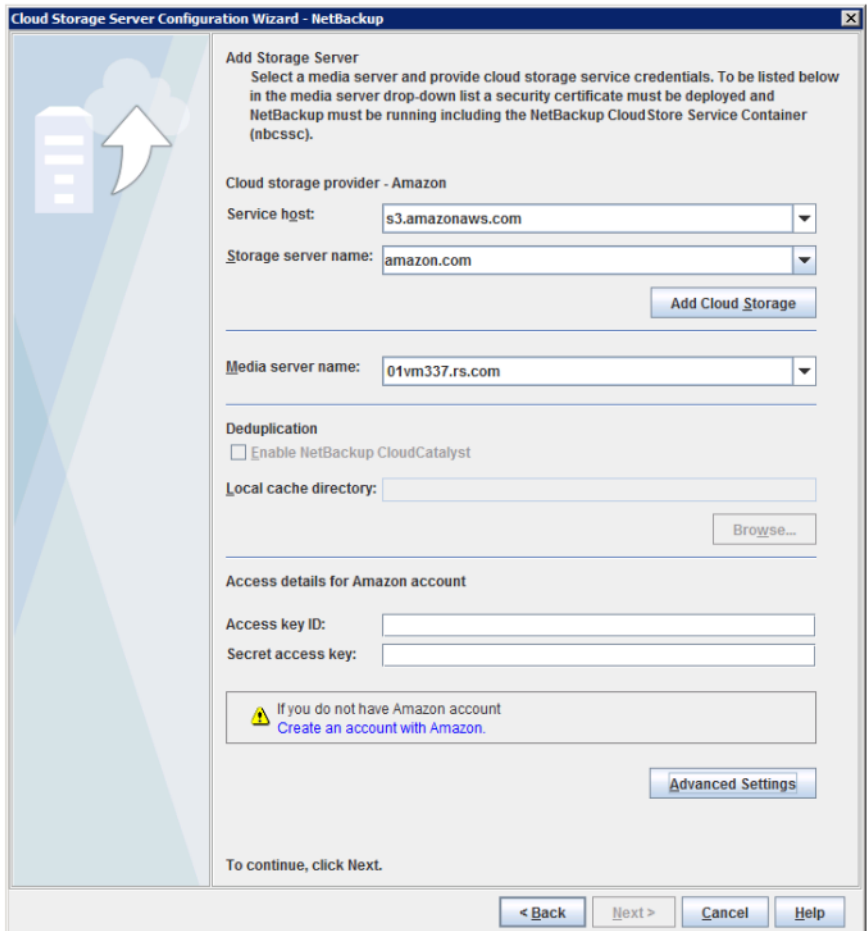 Cloud Storage Server Configuration Wizard - NetBackup
Add Storage Server
Select a media server and provide cloud storage service credentials. To be listed below
in the media server drop-down list a security certificate must be deployed and
NetBackup must be running including the NetBackup CloudStore Service Container
(nbcssc).
Cloud storage provider - Amazon
Service host: s3.amazonaws.com
Storage server name: amazon.com
Add Cloud Storage
Media server name: 01vm337.rs.com
Deduplication
Enable NetBackup CloudCatalyst
Local cache directory:
Browse...
Access details for Amazon account
Access key ID:
Secret access key:
If you do not have Amazon account
Create an account with Amazon.
Advanced Settings
To continue, click Next.
< Back Next > Cancel Help